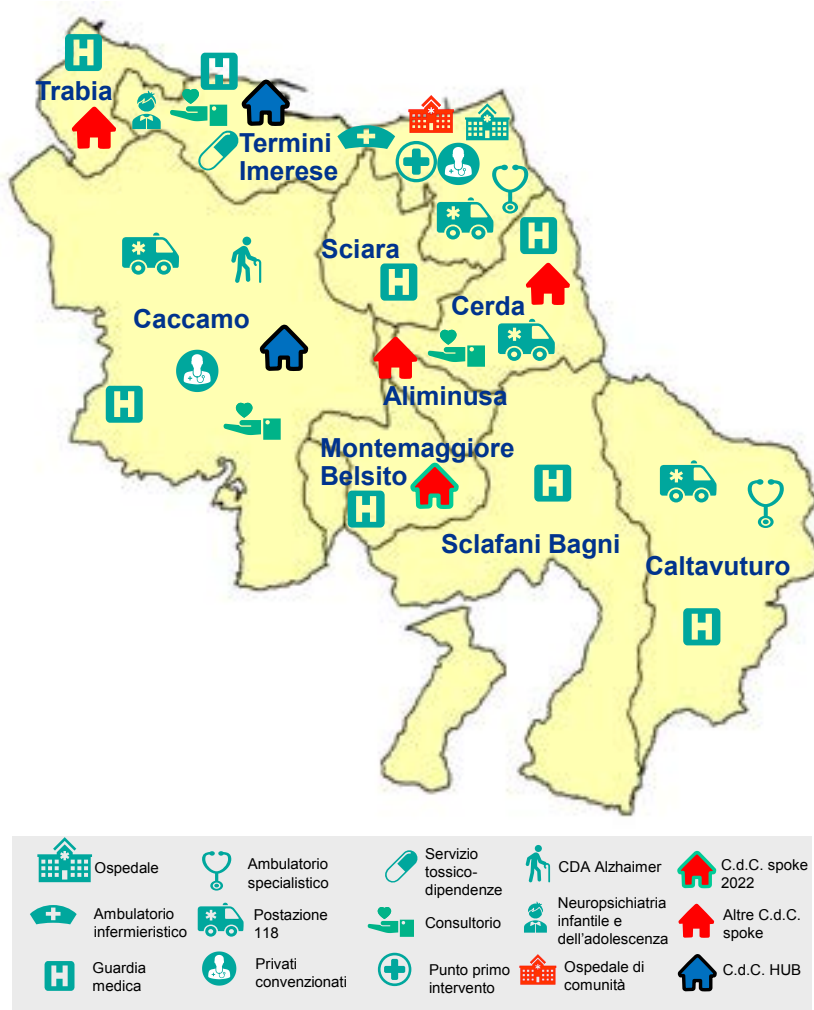 Trabia
Termini
Imerese
Sciara
Cerda
Caccamo
Aliminusa
Montemaggiore
Belsito
Sclafani Bagni
Caltavuturo
Ospedale
Ambulatorio
specialistico
Servizio
tossico-
dipendenze
CDA Alzhaimer
C.d.C. spoke
2022
Ambulatorio
infermieristico
Postazione
118
Consultorio
Neuropsichiatria
infantile e
dell'adolescenza
Altre C.d.C.
spoke
Guardia
medica
Privati
convenzionati
Punto primo
intervento
Ospedale di
comunità
C.d.C. HUB